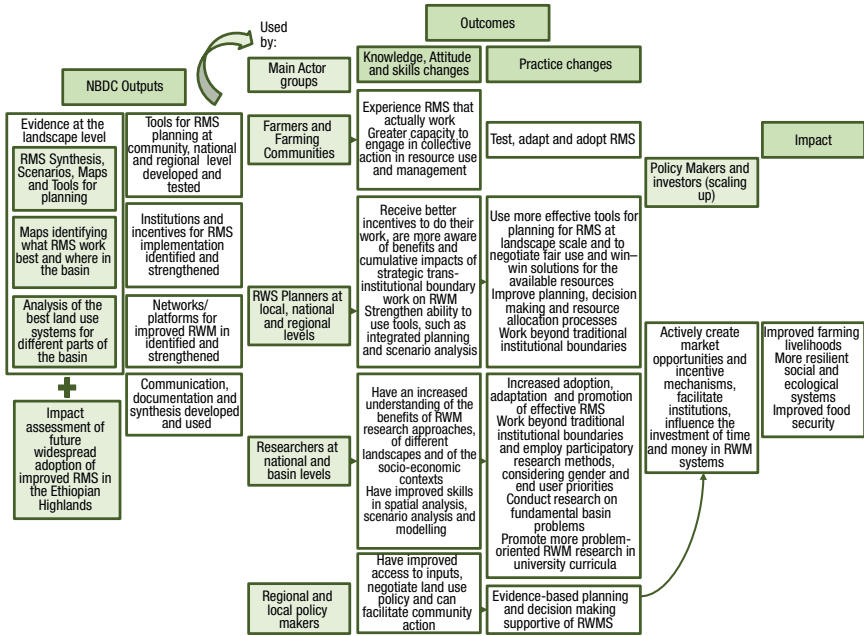 Used
by:
Outcomes
NBDC Outputs
Main Actor
groups
Knowledge, Attitude
and skills changes
Practice changes
Impact
Evidence at the
landscape level
RMS Synthesis,
Scenarios, Maps
and Tools for
planning
Maps identifying
what RMS work
best and where in
the basin
Analysis of the
best land use
systems for
different parts of
the basin
Impact
assessment of
future
widespread
adoption of
improved RMS in
the Ethiopian
Highlands
Tools for RMS
planning at
community, national
and regional level
developed and
tested
Institutions and
incentives for RMS
implementation
identified and
strengthened
Networks/
platforms for
improved RWM in
identified and
strengthened
Communication,
documentation and
synthesis developed
and used
Farmers and
Farming
Communities
Experience RMS that
actually work
Greater capacity to
engage in collective
action in resource use
and management
Test, adapt and adopt RMS
Policy Makers and
investors (scaling
up)
RWS Planners at
local, national
and regional
levels
Receive better
incentives to do their
work, are more aware
of benefits and
cumulative impacts of
strategic trans-
institutional boundary
work on RWM
Strengthen ability to
use tools, such as
integrated planning
and scenario analysis
Use more effective tools for
planning for RMS at
landscape scale and to
negotiate fair use and win–
win solutions for the
available resources
Improve planning, decision
making and resource
allocation processes
Work beyond traditional
institutional boundaries
Researchers at
national and
basin levels
Have an increased
understanding of the
benefits of RWM
research approaches,
of different
landscapes and of the
socio-economic
contexts
Have improved skills
in spatial analysis,
scenario analysis and
modelling
Increased adoption,
adaptation and promotion
of effective RMS
Work beyond traditional
institutional boundaries
and employ participatory
research methods,
considering gender and
end user priorities
Conduct research on
fundamental basin
problems
Promote more problem-
oriented RWM research in
university curricula
Actively create
market
opportunities and
incentive
mechanisms,
facilitate
institutions,
influence the
investment of time
and money in RWM
systems
Improved farming
livelihoods
More resilient
social and
ecological
systems
Improved food
security
Regional and
local policy
makers
Have improved
access to inputs,
negotiate land use
policy and can
facilitate community
action
Evidence-based planning
and decision making
supportive of RWMS